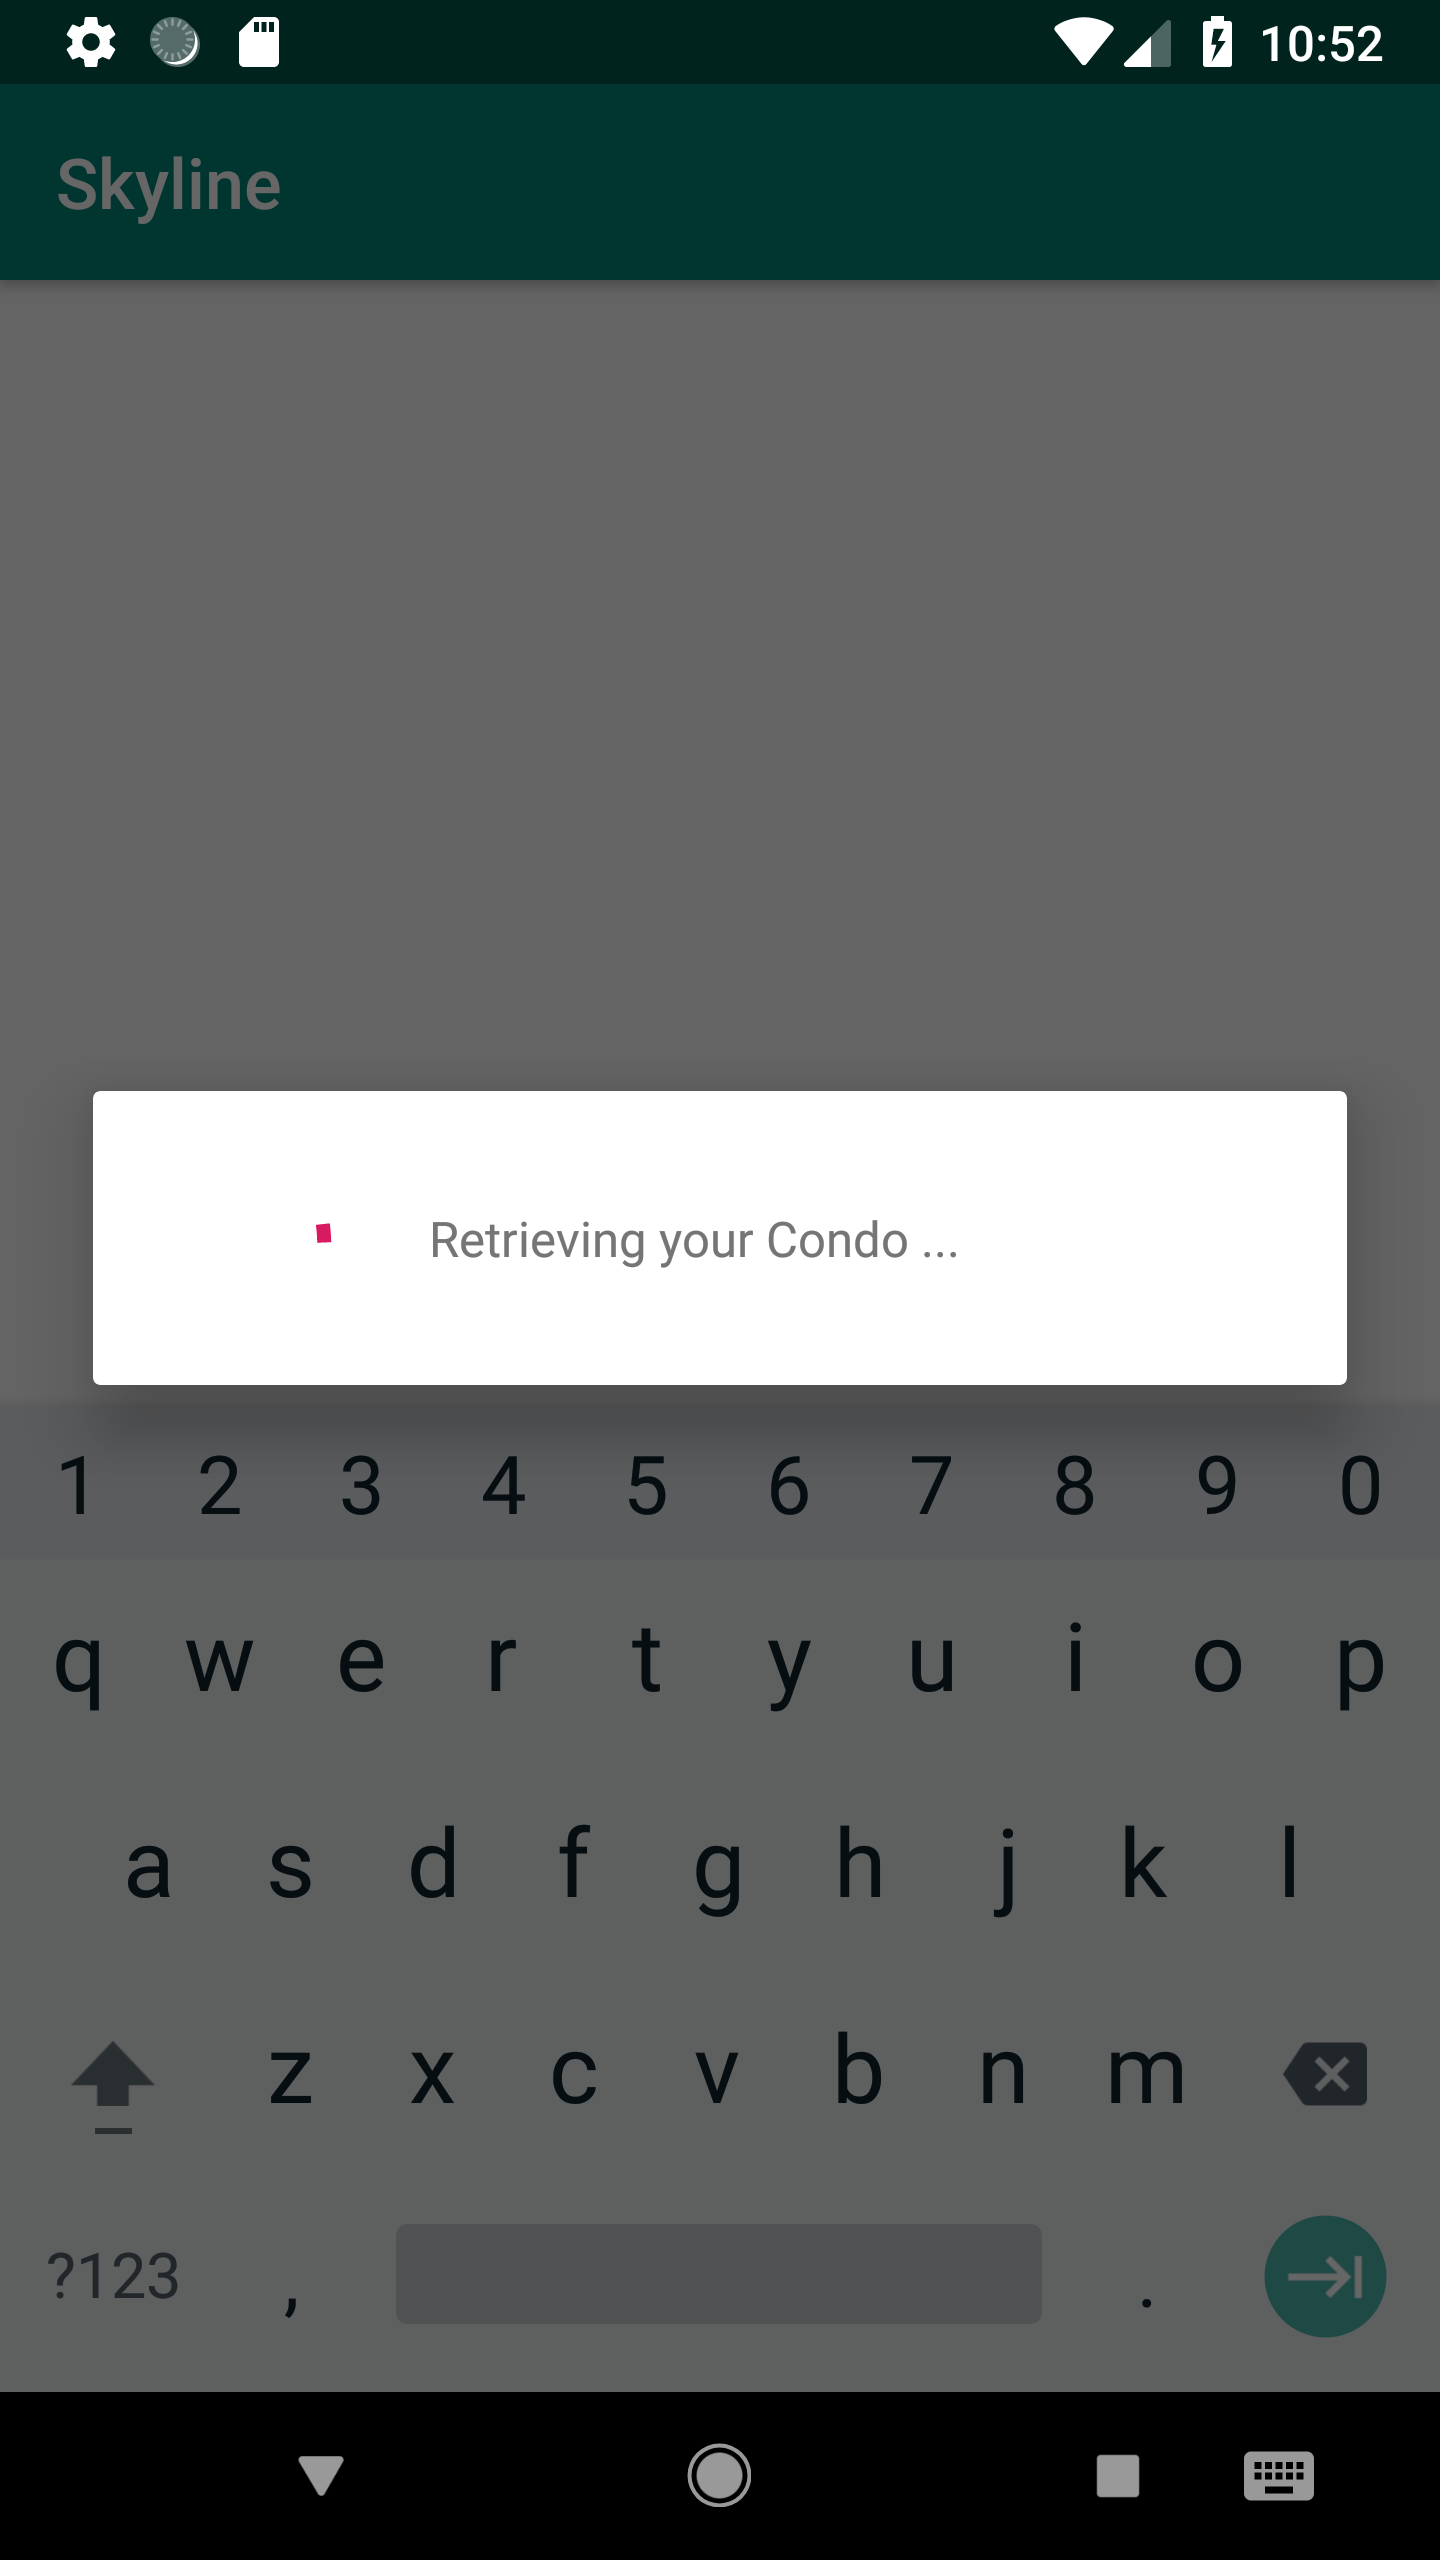 10:52
Skyline
Retrieving your Condo ...
1 2 3 4 5 6 7 8 9 0
q w e r t y u i o p
a s d f g h j k l
z x c v b n m
?123 , .